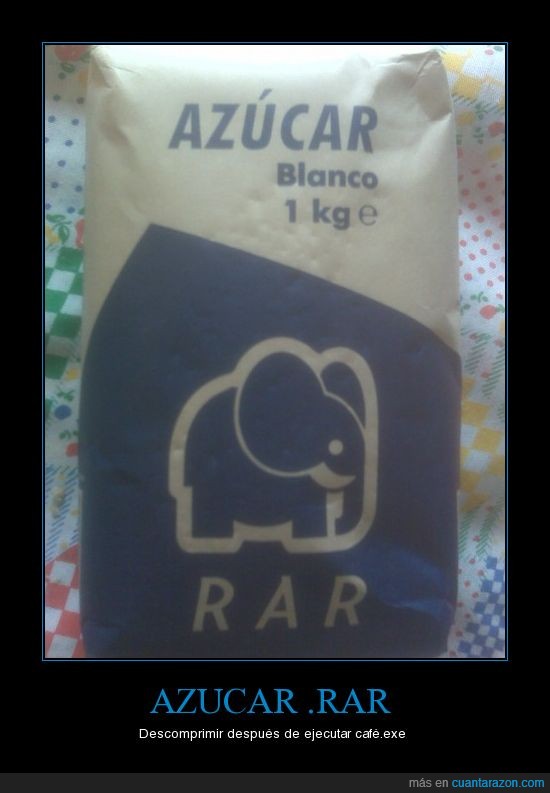 AZÚCAR
Blanco
1 kg e
RAR
AZUCAR .RAR
Descomprimir después de ejecutar café.exe
más en cuantarazon.com